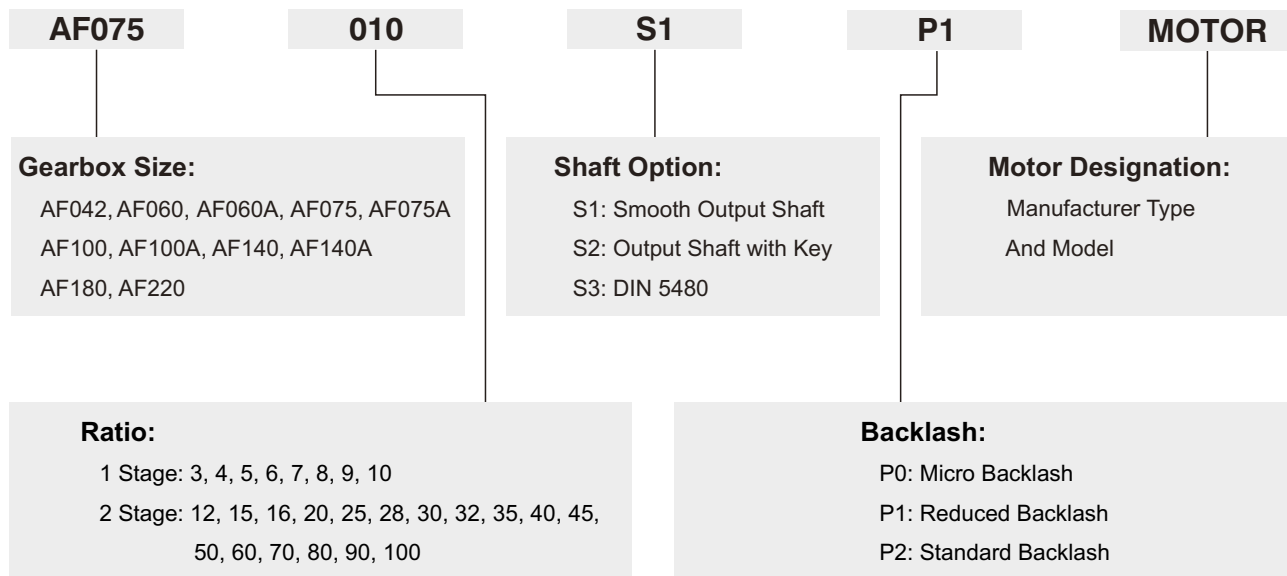 AF075 010 S1 P1 MOTOR
Gearbox Size:
AF042, AF060, AF060A, AF075, AF075A
AF100, AF100A, AF140, AF140A
AF180, AF220
Shaft Option:
S1: Smooth Output Shaft
S2: Output Shaft with Key
S3: DIN 5480
Motor Designation:
Manufacturer Type
And Model
Ratio:
1 Stage: 3, 4, 5, 6, 7, 8, 9, 10
2 Stage: 12, 15, 16, 20, 25, 28, 30, 32, 35, 40, 45,
50, 60, 70, 80, 90, 100
Backlash:
P0: Micro Backlash
P1: Reduced Backlash
P2: Standard Backlash